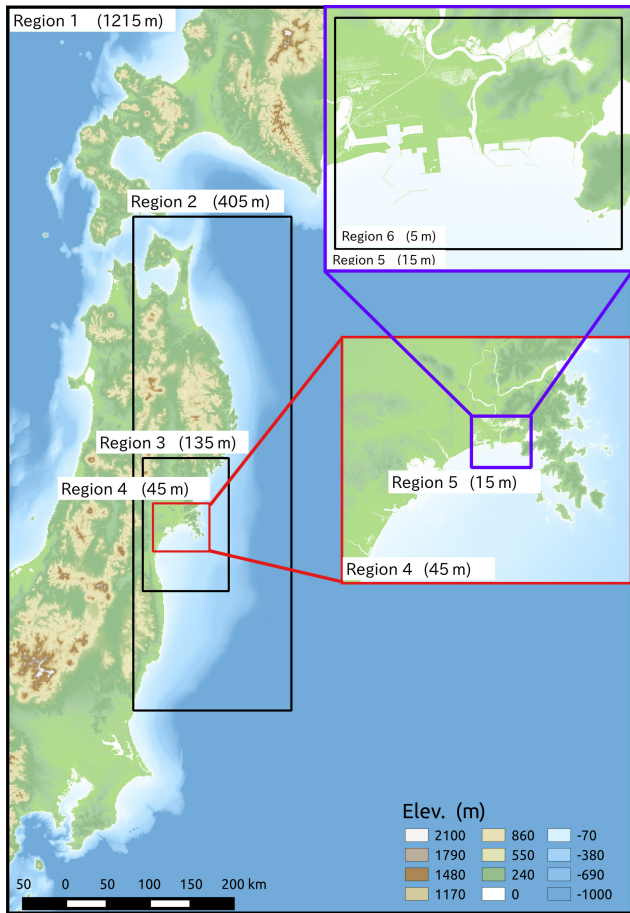 Region 1 (1215 m)
Region 2 (405 m)
Region 6 (5 m)
Region 5 (15 m)
Region 3 (135 m)
Region 4 (45 m)
Region 5 (15 m)
Region 4 (45 m)
Elev. (m)
2100 860 -70
1790 550 -380
1480 240 -690
1170 0 -1000
50 0 50 100 150 200 km